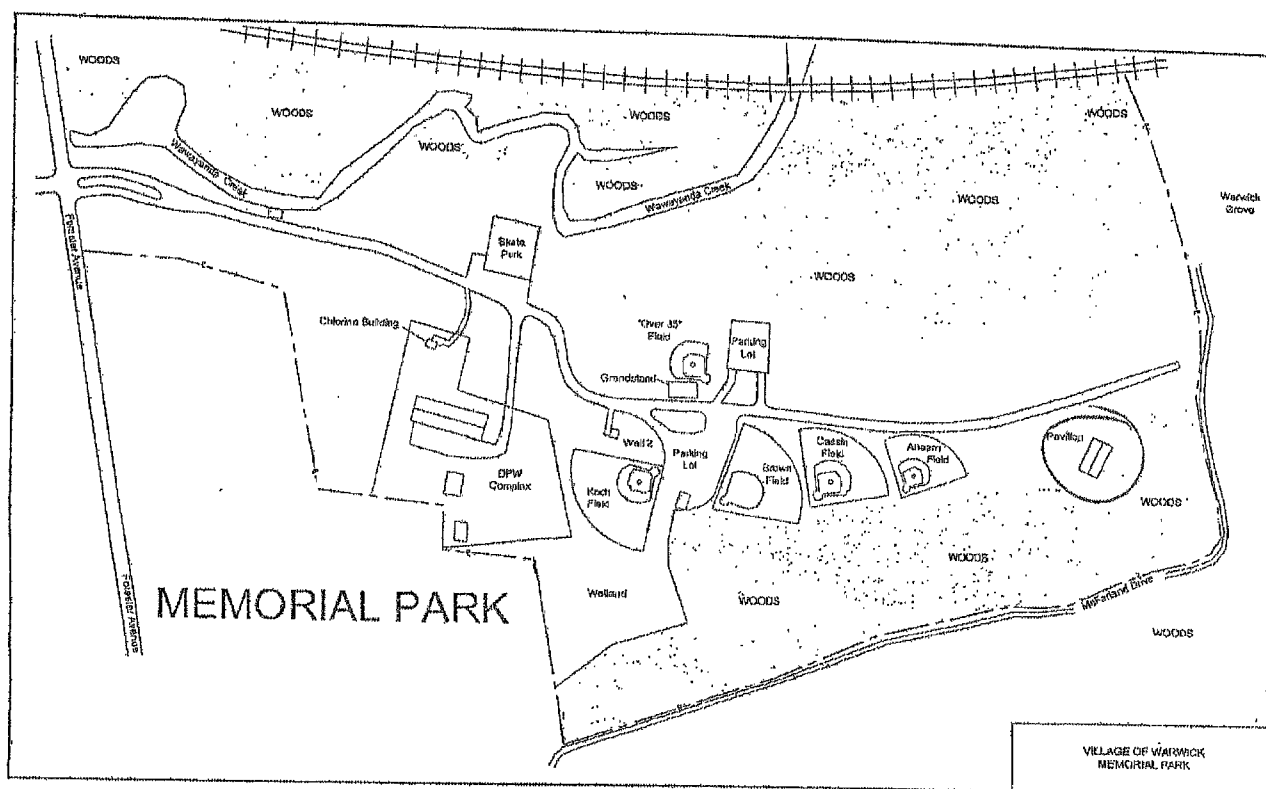 WOODS
WOODS
WOODS
WOODS
WOODS
WOODS
Wawayanda Creek
WOODS
Wawayanda Creek
WOODS
Warwick
Grove
Forester Avenue
Skate
Park
WOODS
Chlorine Building
"Over 35"
Field
Parking
Lot
Grandstand
Well 2
Parking
Lot
Cassin
Field
Ahearn
Field
Pavilion
Brown
Field
DPW
Complex
Koch
Field
WOODS
WOODS
Wetland
WOODS
McFarland Drive
Forester Avenue
MEMORIAL PARK
WOODS
VILLAGE OF WARWICK
MEMORIAL PARK